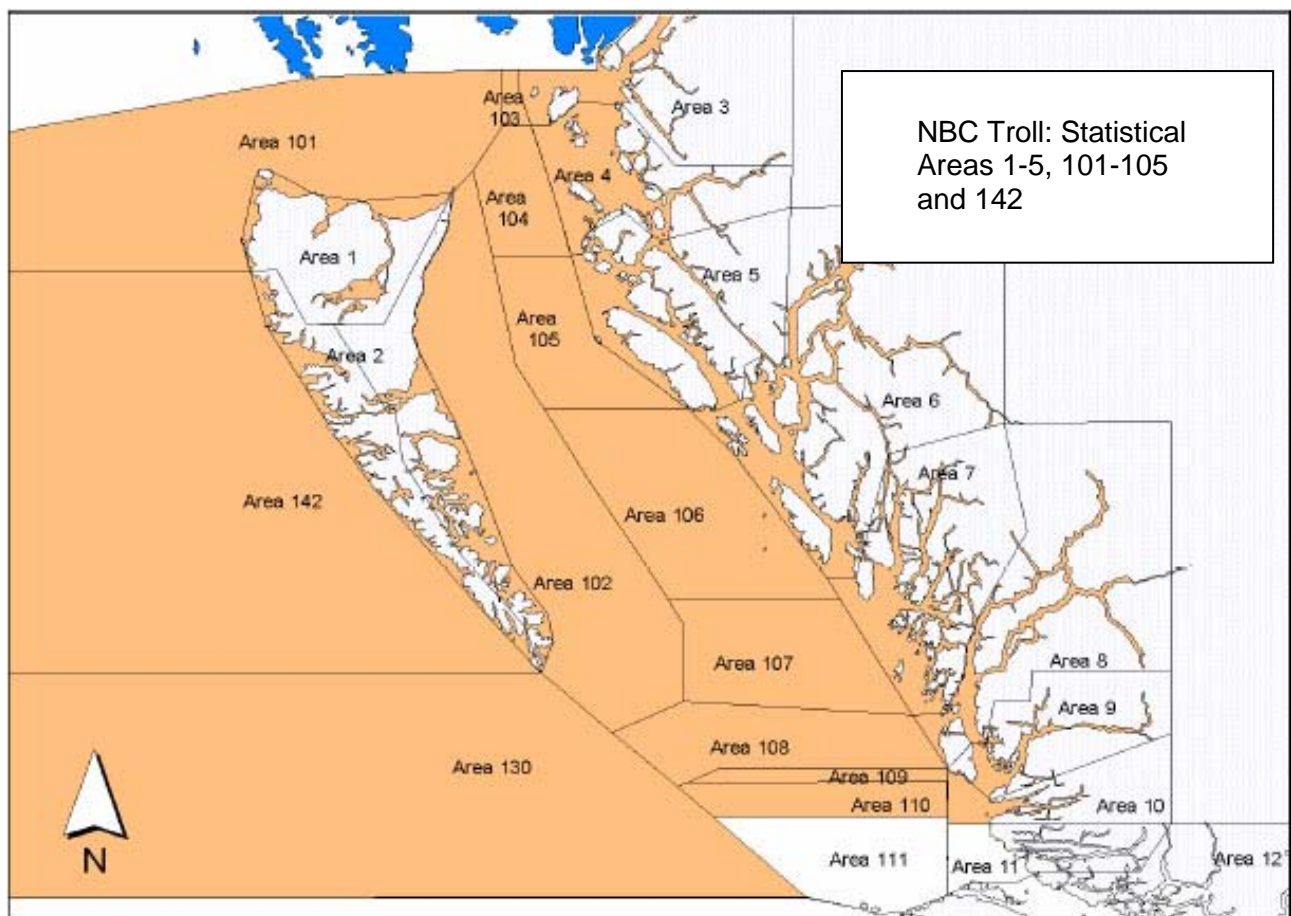 Area 3
Area
103
NBC Troll: Statistical
Areas 1-5, 101-105
and 142
Area 101
Area 4
Area
104
Area 1
Area 5
Area
105
Area 2
Area 6
Area 7
Area 142
Area 106
Area 102
Area 107
Area 8
Area 9
Area 108
Area 130
Area 109
Area 110
Area 10
N
Area 111
Area 11
Area 12